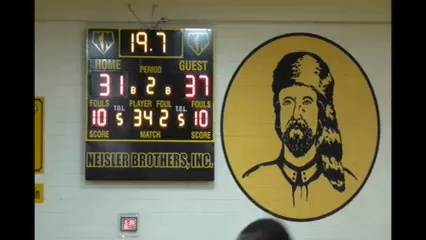 19.7
HOME PERIOD GUEST
31 B 2 B 37
FOULS T.O.L PLAYER FOUL T.O.L FOULS
10 5 34 2 5 10
SCORE MATCH SCORE
NEISLER BROTHERS, INC.